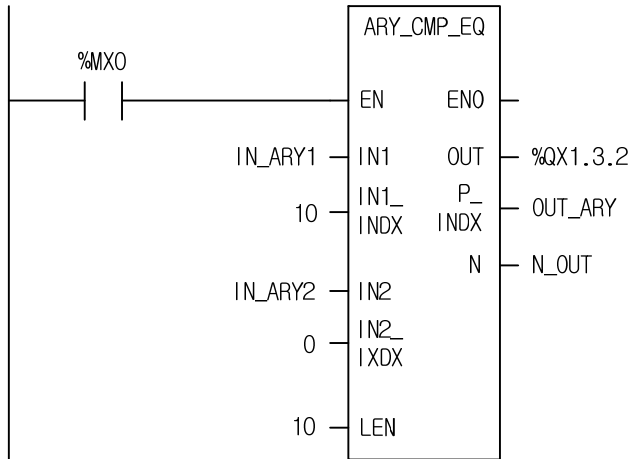 ARY_CMP_EQ
%MX0
EN ENO
IN_ARY1 IN1 OUT %QX1.3.2
10 IN1_ INDX P_ INDX OUT_ARY
N N_OUT
IN_ARY2 IN2
0 IN2_ IXDX
10 LEN